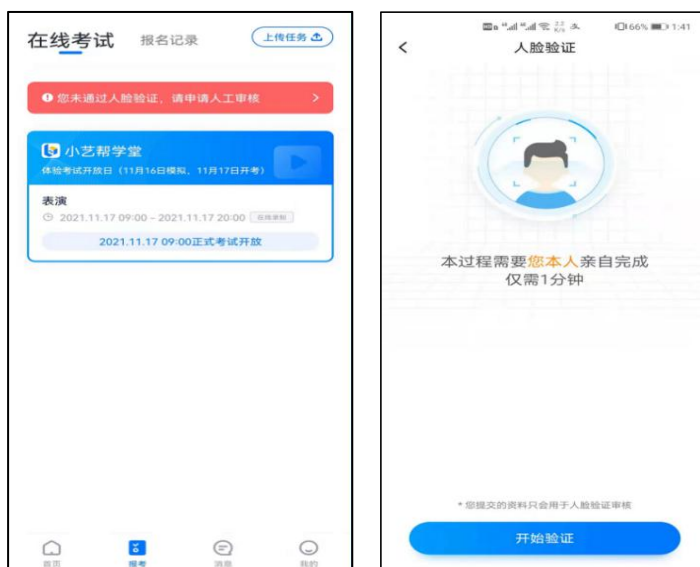 在线考试
报名记录
上传任务
您未通过人脸验证，请申请人工审核
小艺帮学堂
体验考试开放日（11月16日模拟，11月17日开考）
表演
2021.11.17 09:00 – 2021.11.17 20:00
2021.11.17 09:00正式考试开放
首页
报考
消息
我的
66%
1:41
人脸验证
本过程需要您本人亲自完成
仅需1分钟
* 您提交的资料只会用于人脸验证审核
开始验证